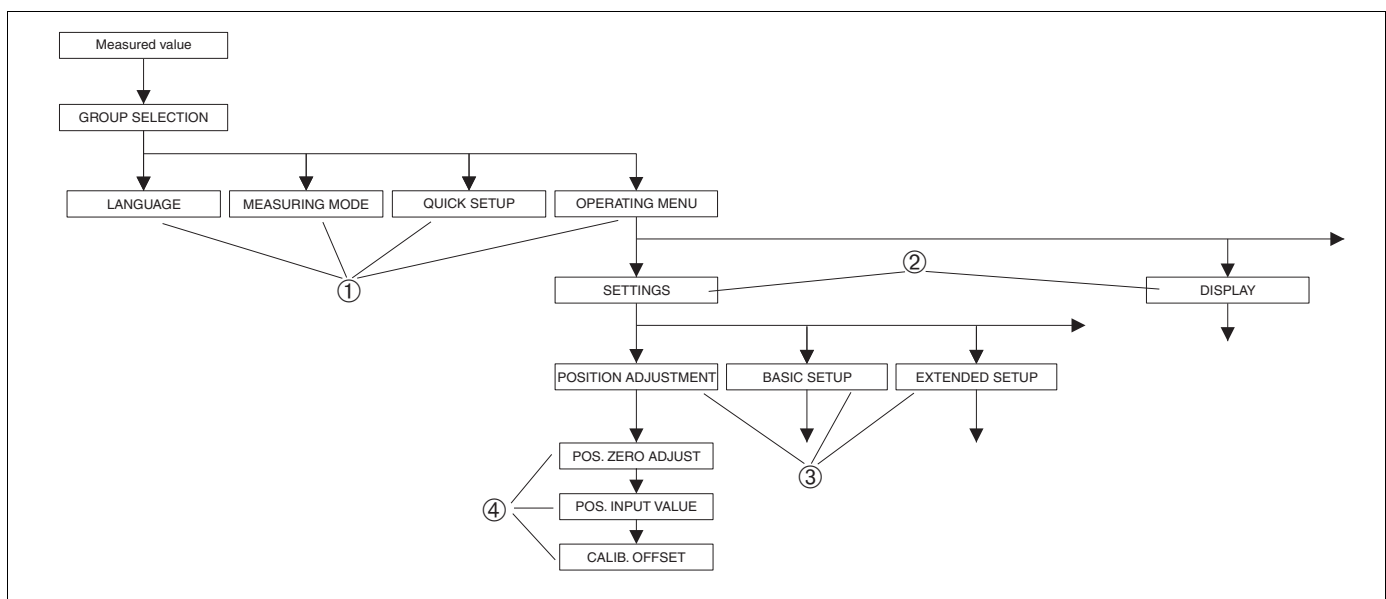 Measured value
GROUP SELECTION
LANGUAGE
MEASURING MODE
QUICK SETUP
OPERATING MENU
①
②
SETTINGS
DISPLAY
POSITION ADJUSTMENT
BASIC SETUP
EXTENDED SETUP
③
④
POS. ZERO ADJUST
POS. INPUT VALUE
CALIB. OFFSET